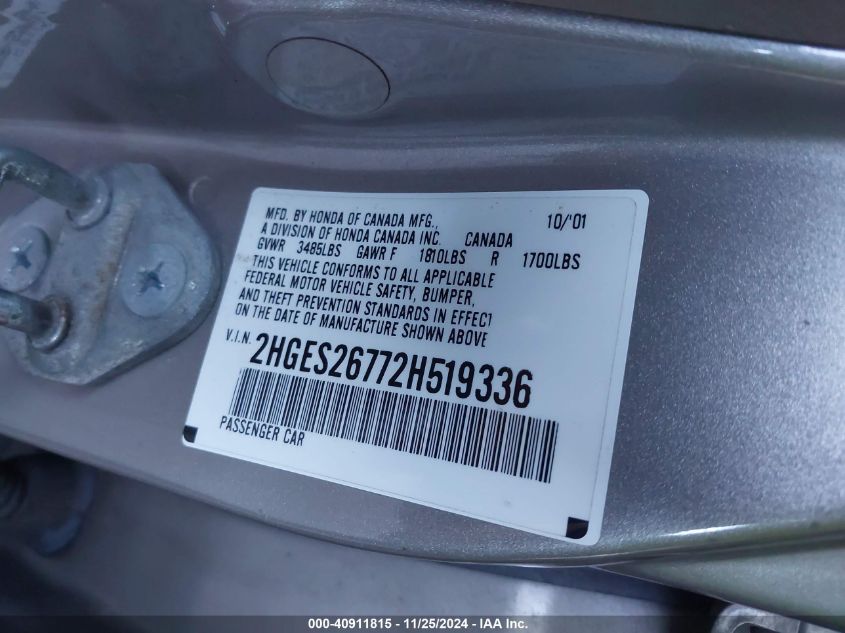 MFD. BY HONDA OF CANADA MFG., 10/'01
A DIVISION OF HONDA CANADA INC. CANADA
GVWR 3485LBS GAWR F 1810LBS R 1700LBS
THIS VEHICLE CONFORMS TO ALL APPLICABLE
FEDERAL MOTOR VEHICLE SAFETY, BUMPER,
AND THEFT PREVENTION STANDARDS IN EFFECT
ON THE DATE OF MANUFACTURE SHOWN ABOVE
V.I.N. 2HGES26772H519336
PASSENGER CAR
000-40911815 - 11/25/2024 - IAA Inc.